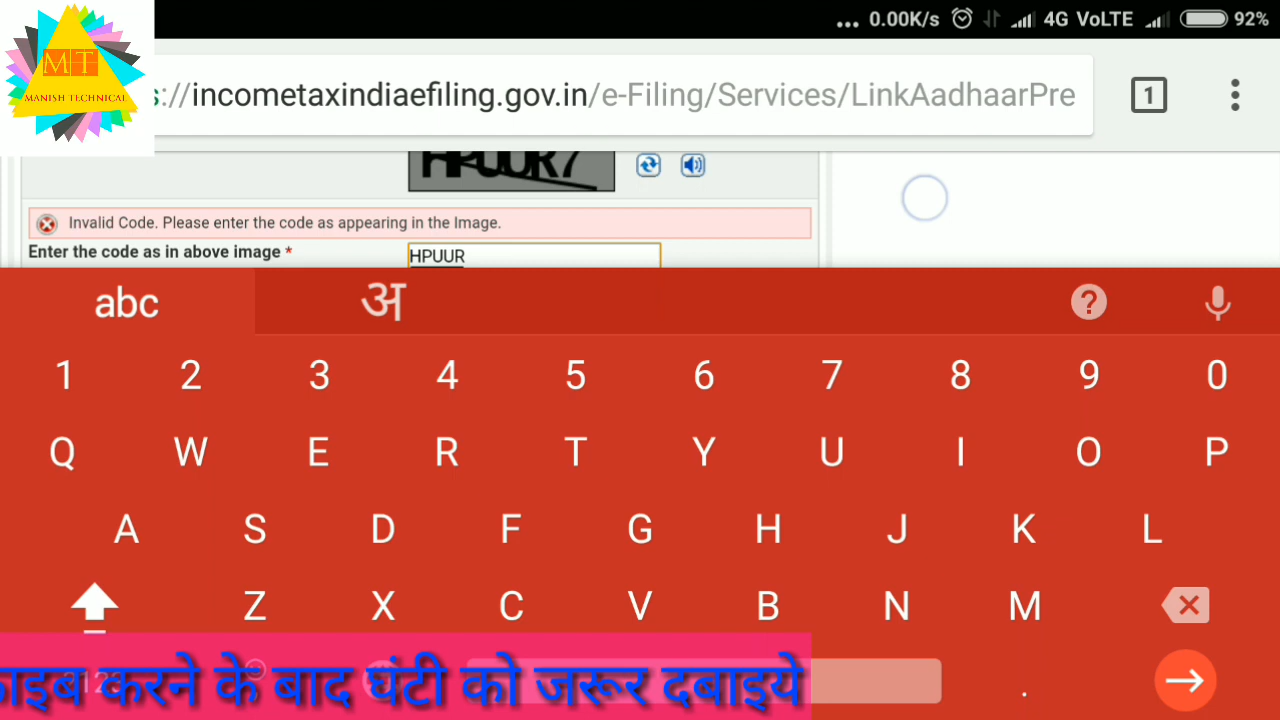 ... 0.00K/s 4G VoLTE 92%
MT
MANISH TECHNICAL
s://incometaxindiaefiling.gov.in/e-Filing/Services/LinkAadhaarPre
1
HPUUR7
Invalid Code. Please enter the code as appearing in the Image.
Enter the code as in above image *
HPUUR
abc अ ?
1 2 3 4 5 6 7 8 9 0
Q W E R T Y U I O P
A S D F G H J K L
Z X C V B N M
करने के बाद घंटी को जरूर दबाइये .